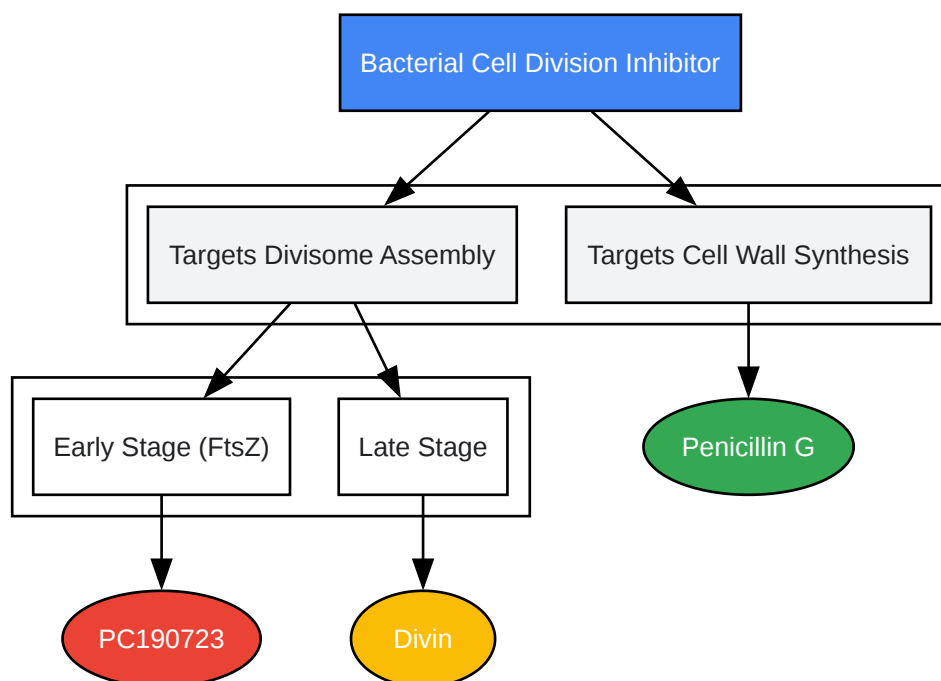 Bacterial Cell Division Inhibitor
Targets Divisome Assembly
Targets Cell Wall Synthesis
Early Stage (FtsZ)
Late Stage
Penicillin G
PC190723
Divin